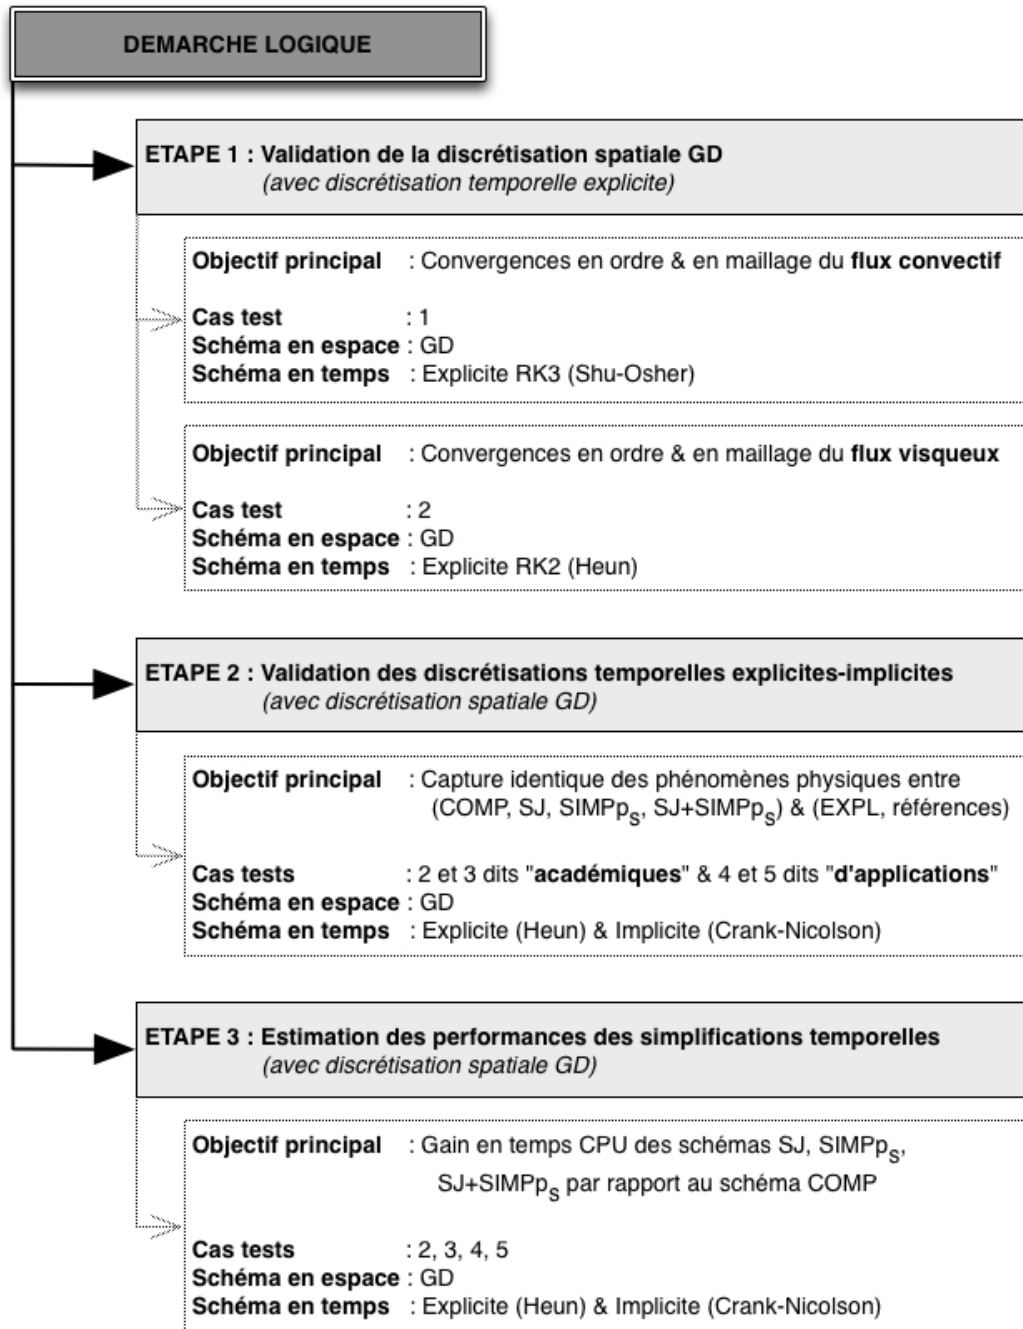 DEMARCHE LOGIQUE
ETAPE 1 : Validation de la discrétisation spatiale GD
(avec discrétisation temporelle explicite)
Objectif principal : Convergences en ordre & en maillage du flux convectif
Cas test : 1
Schéma en espace : GD
Schéma en temps : Explicite RK3 (Shu-Osher)
Objectif principal : Convergences en ordre & en maillage du flux visqueux
Cas test : 2
Schéma en espace : GD
Schéma en temps : Explicite RK2 (Heun)
ETAPE 2 : Validation des discrétisations temporelles explicites-implicites
(avec discrétisation spatiale GD)
Objectif principal : Capture identique des phénomènes physiques entre
(COMP, SJ, SIMPp_S, SJ+SIMPp_S) & (EXPL, références)
Cas tests : 2 et 3 dits "académiques" & 4 et 5 dits "d'applications"
Schéma en espace : GD
Schéma en temps : Explicite (Heun) & Implicite (Crank-Nicolson)
ETAPE 3 : Estimation des performances des simplifications temporelles
(avec discrétisation spatiale GD)
Objectif principal : Gain en temps CPU des schémas SJ, SIMPp_S,
SJ+SIMPp_S par rapport au schéma COMP
Cas tests : 2, 3, 4, 5
Schéma en espace : GD
Schéma en temps : Explicite (Heun) & Implicite (Crank-Nicolson)